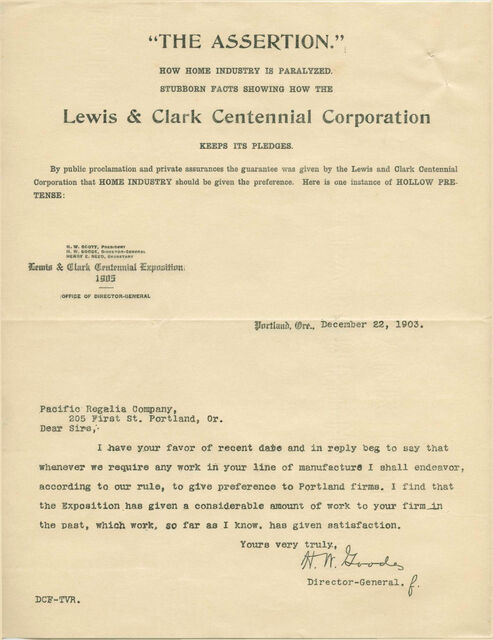 "THE ASSERTION."
HOW HOME INDUSTRY IS PARALYZED.
STUBBORN FACTS SHOWING HOW THE
Lewis & Clark Centennial Corporation
KEEPS ITS PLEDGES.
By public proclamation and private assurances the guarantee was given by the Lewis and Clark Centennial
Corporation that HOME INDUSTRY should be given the preference. Here is one instance of HOLLOW PRE-
TENSE:
H. W. SCOTT, PRESIDENT
H. W. GOODE, DIRECTOR-GENERAL
HENRY E. REED, SECRETARY
Lewis & Clark Centennial Exposition
1905
OFFICE OF DIRECTOR-GENERAL
Portland, Ore., December 22, 1903.
Pacific Regalia Company,
205 First St. Portland, Or.
Dear Sirs,
I have your favor of recent date and in reply beg to say that
whenever we require any work in your line of manufacture I shall endeavor,
according to our rule, to give preference to Portland firms. I find that
the Exposition has given a considerable amount of work to your firm in
the past, which work, so far as I know. has given satisfaction.
Yours very truly,
H. W. Goode
Director-General. f.
DCF-TVR.